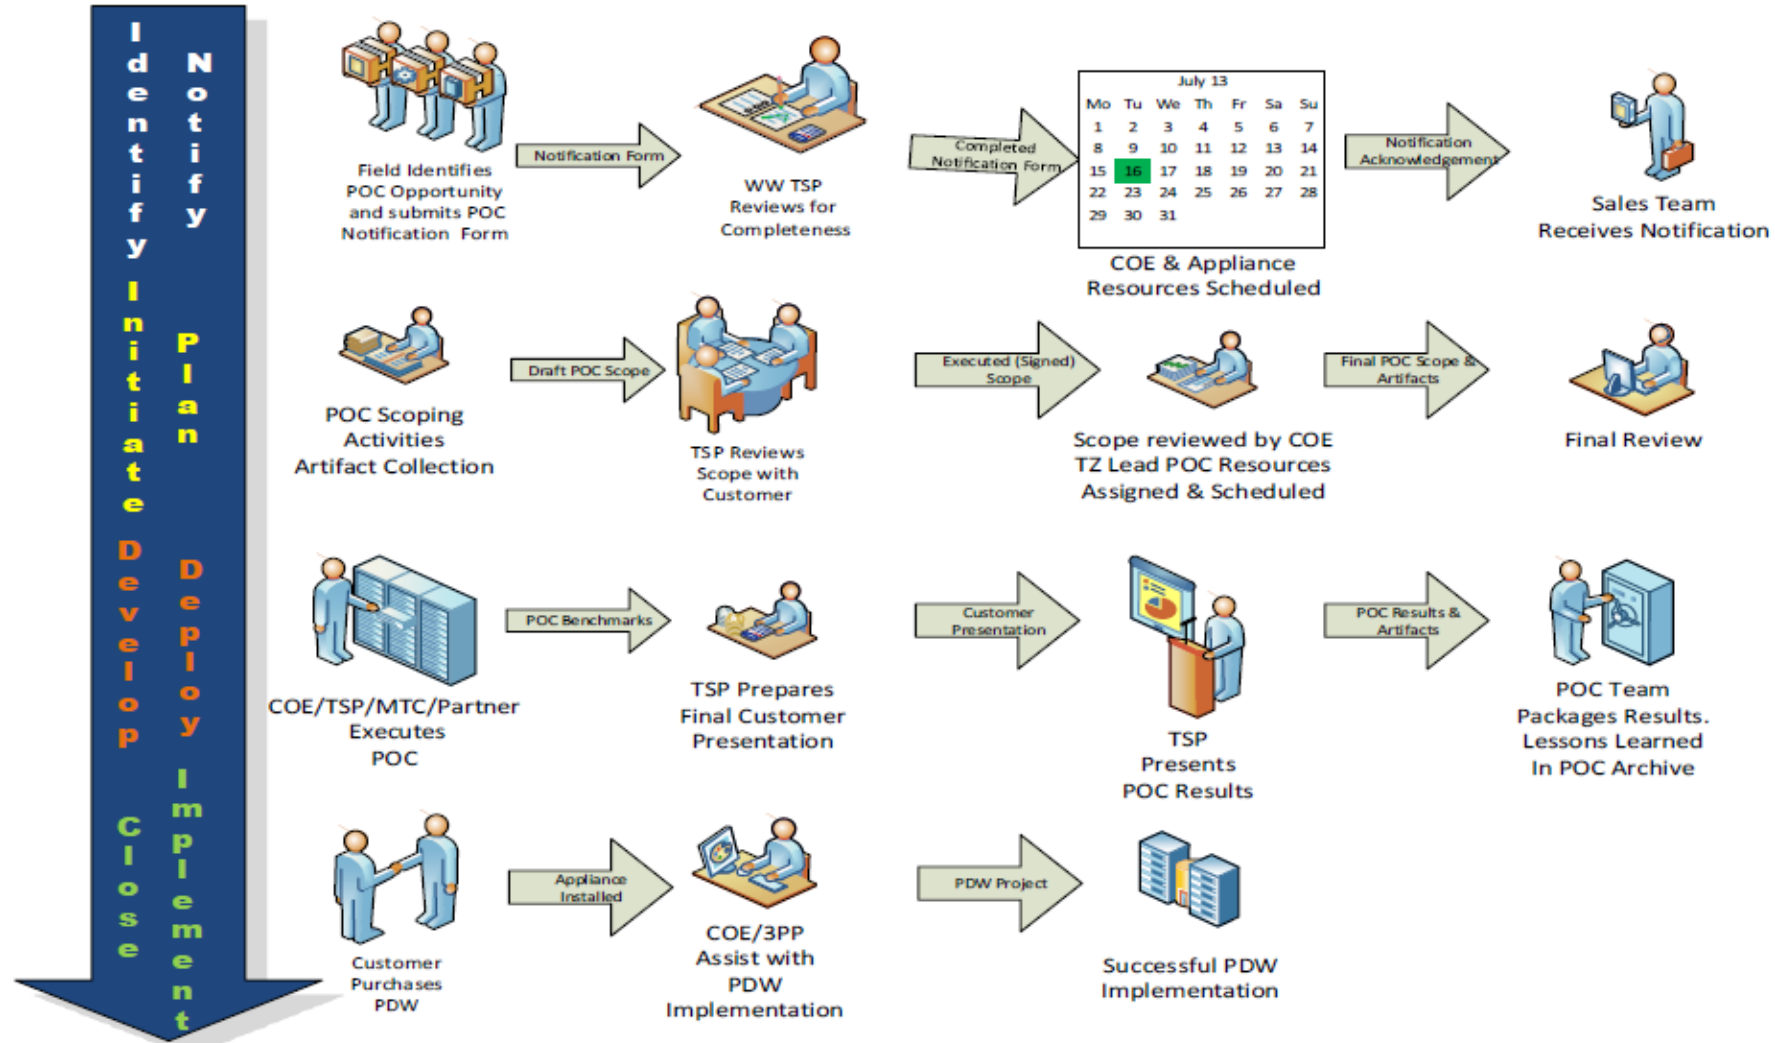 Identify
Notify
Initiate
Plan
Develop
Deploy
Close
Implement
Field Identifies
POC Opportunity
and submits POC
Notification Form
Notification Form
WW TSP
Reviews for
Completeness
Completed
Notification Form
July 13
Mo Tu We Th Fr Sa Su
1 2 3 4 5 6 7
8 9 10 11 12 13 14
15 16 17 18 19 20 21
22 23 24 25 26 27 28
29 30 31
COE & Appliance
Resources Scheduled
Notification
Acknowledgement
Sales Team
Receives Notification
POC Scoping
Activities
Artifact Collection
Draft POC Scope
TSP Reviews
Scope with
Customer
Executed (Signed)
Scope
Scope reviewed by COE
TZ Lead POC Resources
Assigned & Scheduled
Final POC Scope &
Artifacts
Final Review
COE/TSP/MTC/Partner
Executes
POC
POC Benchmarks
TSP Prepares
Final Customer
Presentation
Customer
Presentation
TSP
Presents
POC Results
POC Results &
Artifacts
POC Team
Packages Results.
Lessons Learned
In POC Archive
Customer
Purchases
PDW
Appliance
Installed
COE/3PP
Assist with
PDW
Implementation
PDW Project
Successful PDW
Implementation